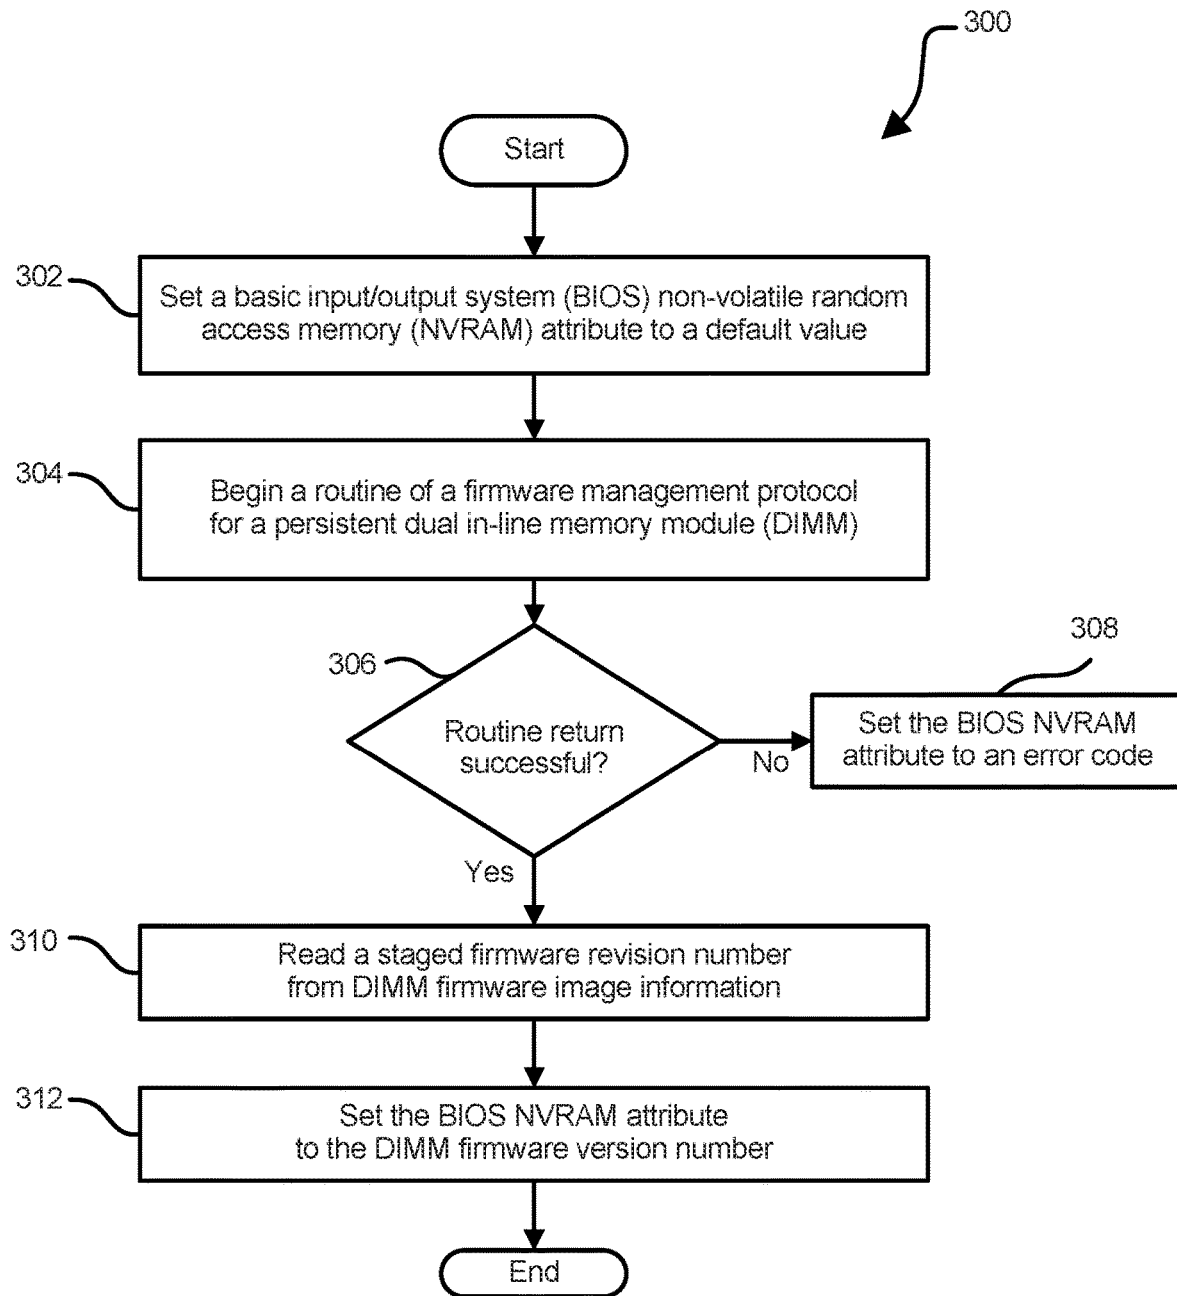 300
Start
302
Set a basic input/output system (BIOS) non-volatile random
access memory (NVRAM) attribute to a default value
304
Begin a routine of a firmware management protocol
for a persistent dual in-line memory module (DIMM)
306
Routine return
successful?
No
308
Set the BIOS NVRAM
attribute to an error code
Yes
310
Read a staged firmware revision number
from DIMM firmware image information
312
Set the BIOS NVRAM attribute
to the DIMM firmware version number
End